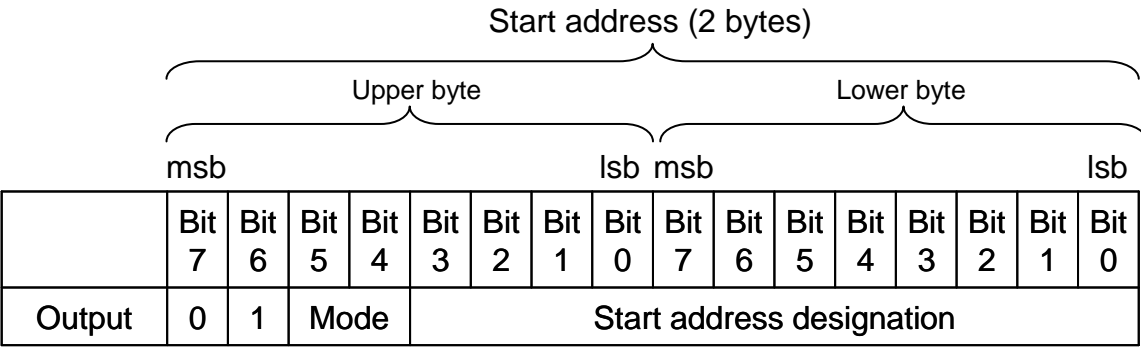 Start address (2 bytes)
Upper byte Lower byte
msb lsb msb lsb
Bit 7 Bit 6 Bit 5 Bit 4 Bit 3 Bit 2 Bit 1 Bit 0 Bit 7 Bit 6 Bit 5 Bit 4 Bit 3 Bit 2 Bit 1 Bit 0
Output 0 1 Mode Start address designation